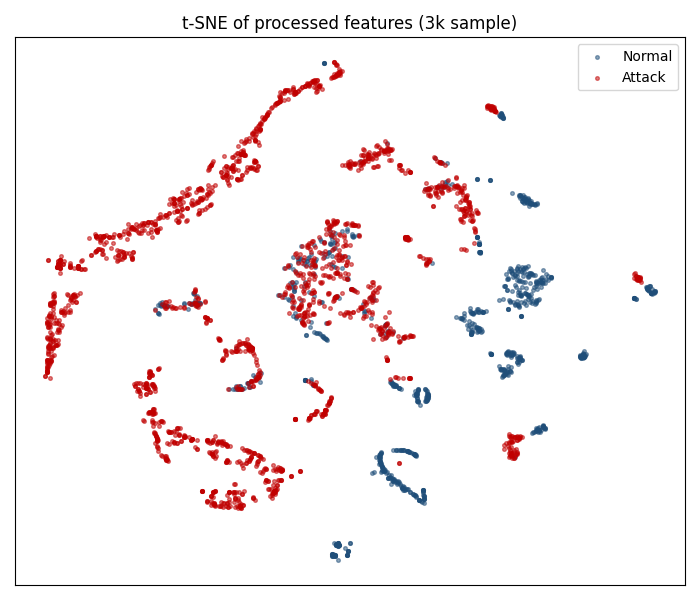 t-SNE of processed features (3k sample)
Normal
Attack